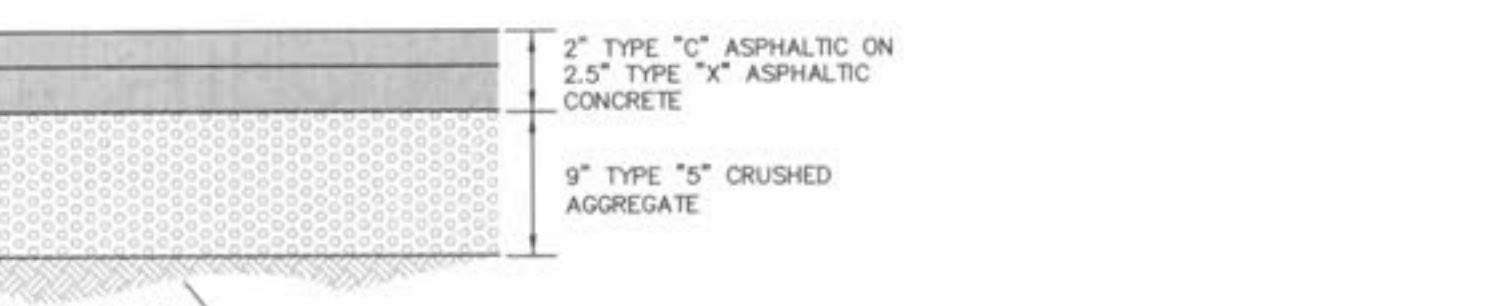 2" TYPE "C" ASPHALTIC ON
2.5" TYPE "X" ASPHALTIC
CONCRETE
9" TYPE "5" CRUSHED
AGGREGATE